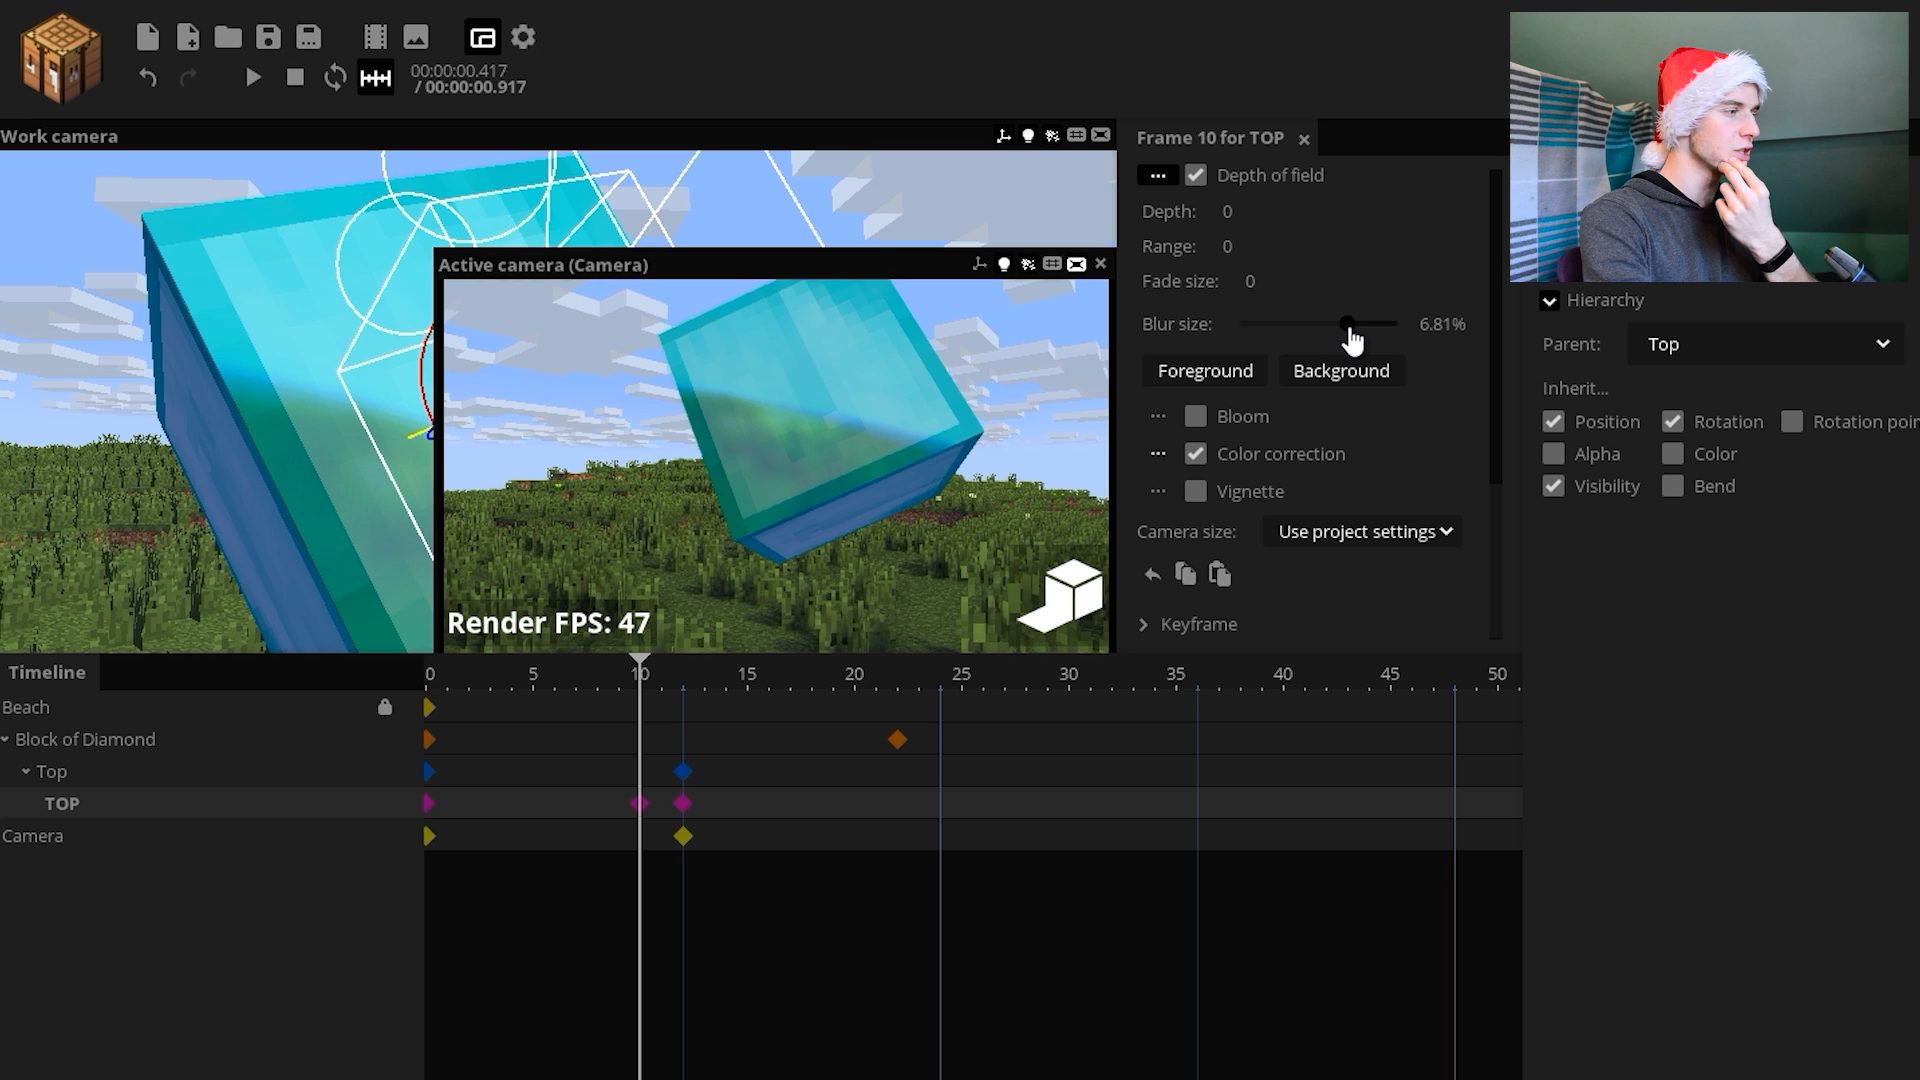 00:00:00.417
/ 00:00:00.917
Work camera
Active camera (Camera)
Render FPS: 47
Frame 10 for TOP
Depth of field
Depth: 0
Range: 0
Fade size: 0
Blur size: 6.81%
Foreground Background
Bloom
Color correction
Vignette
Camera size: Use project settings
Keyframe
Hierarchy
Parent: Top
Inherit...
Position Rotation Rotation poin
Alpha Color
Visibility Bend
Timeline
0 5 10 15 20 25 30 35 40 45 50
Beach
Block of Diamond
Top
TOP
Camera